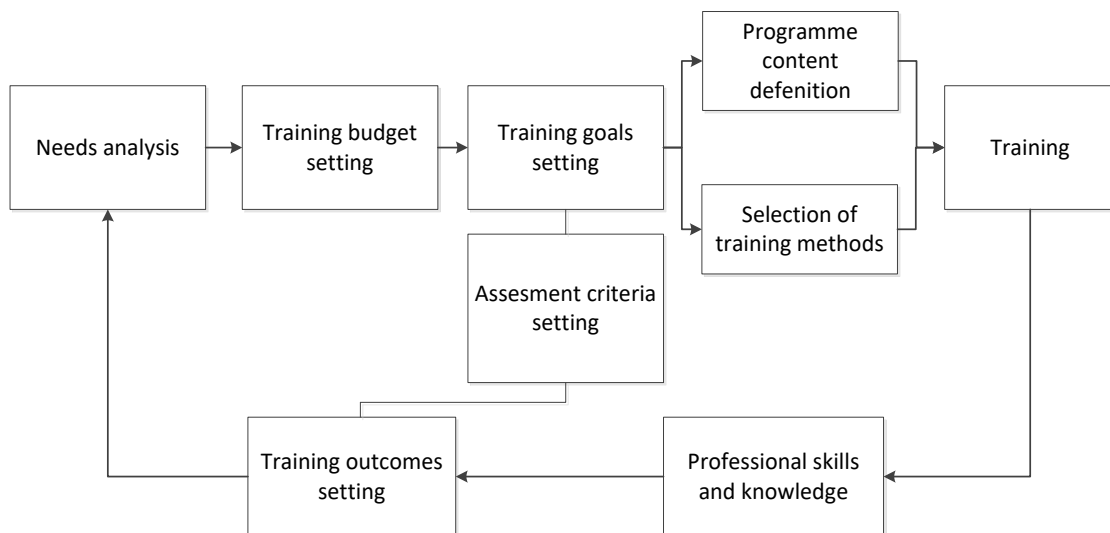 Programme
content
defenition
Needs analysis
Training budget
setting
Training goals
setting
Training
Selection of
training methods
Assesment criteria
setting
Training outcomes
setting
Professional skills
and knowledge